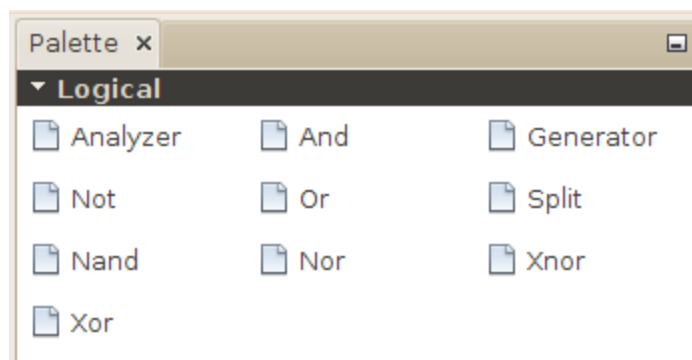 Palette
Logical
Analyzer And Generator
Not Or Split
Nand Nor Xnor
Xor